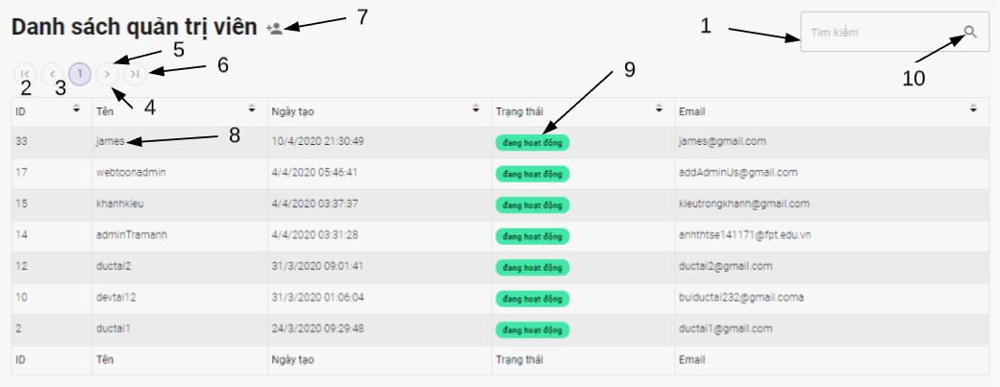 Danh sách quản trị viên
7
1
Tìm kiếm
5
6
9
10
1
2
3
4
ID Tên Ngày tạo Trạng thái Email
8
33 james 10/4/2020 21:30:49 đang hoạt động james@gmail.com
17 webtoonadmin 4/4/2020 05:46:41 đang hoạt động addAdminUs@gmail.com
15 khanhkieu 4/4/2020 03:37:37 đang hoạt động kieutrongkhanh@gmail.com
14 adminTramanh 4/4/2020 03:31:28 đang hoạt động anhthtse141171@fpt.edu.vn
12 ductai2 31/3/2020 09:01:41 đang hoạt động ductai2@gmail.com
10 devtai12 31/3/2020 01:06:04 đang hoạt động buiductai232@gmail.coma
2 ductai1 24/3/2020 09:29:48 đang hoạt động ductai1@gmail.com
ID Tên Ngày tạo Trạng thái Email